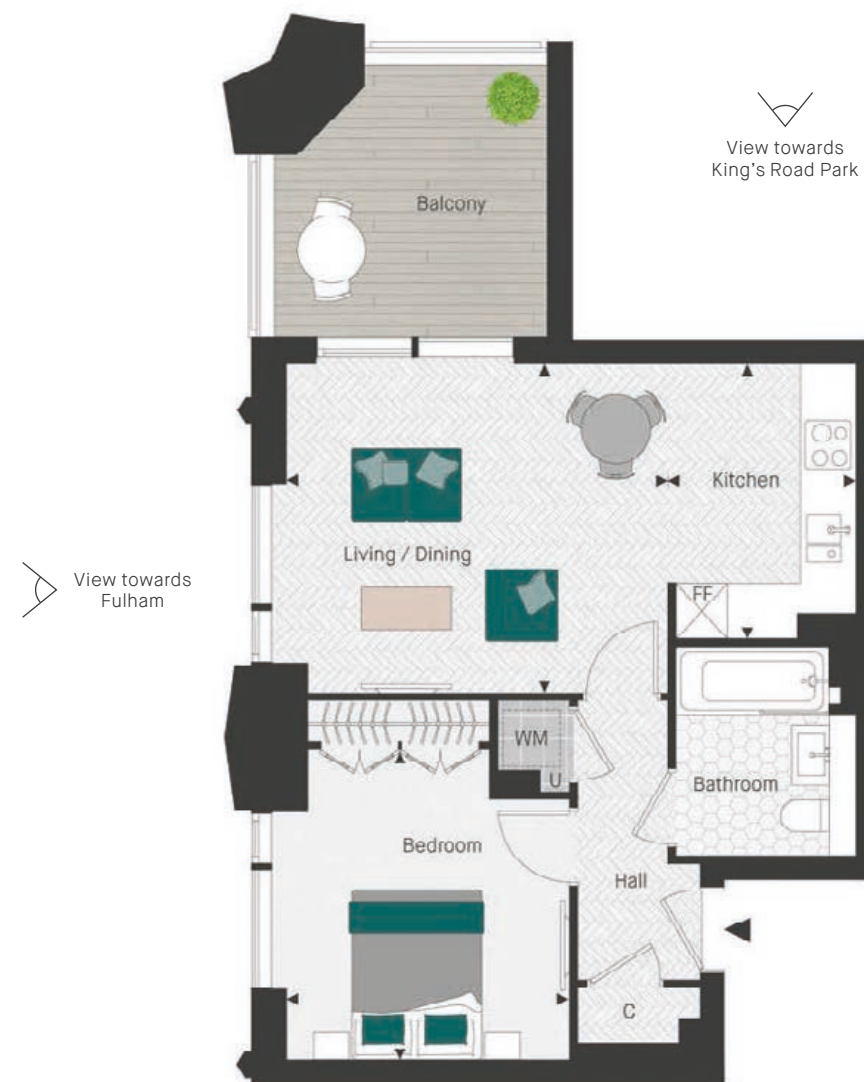 View towards
King's Road Park
Balcony
Kitchen
Living / Dining
View towards
Fulham
FF
WM
U
Bathroom
Bedroom
Hall
C